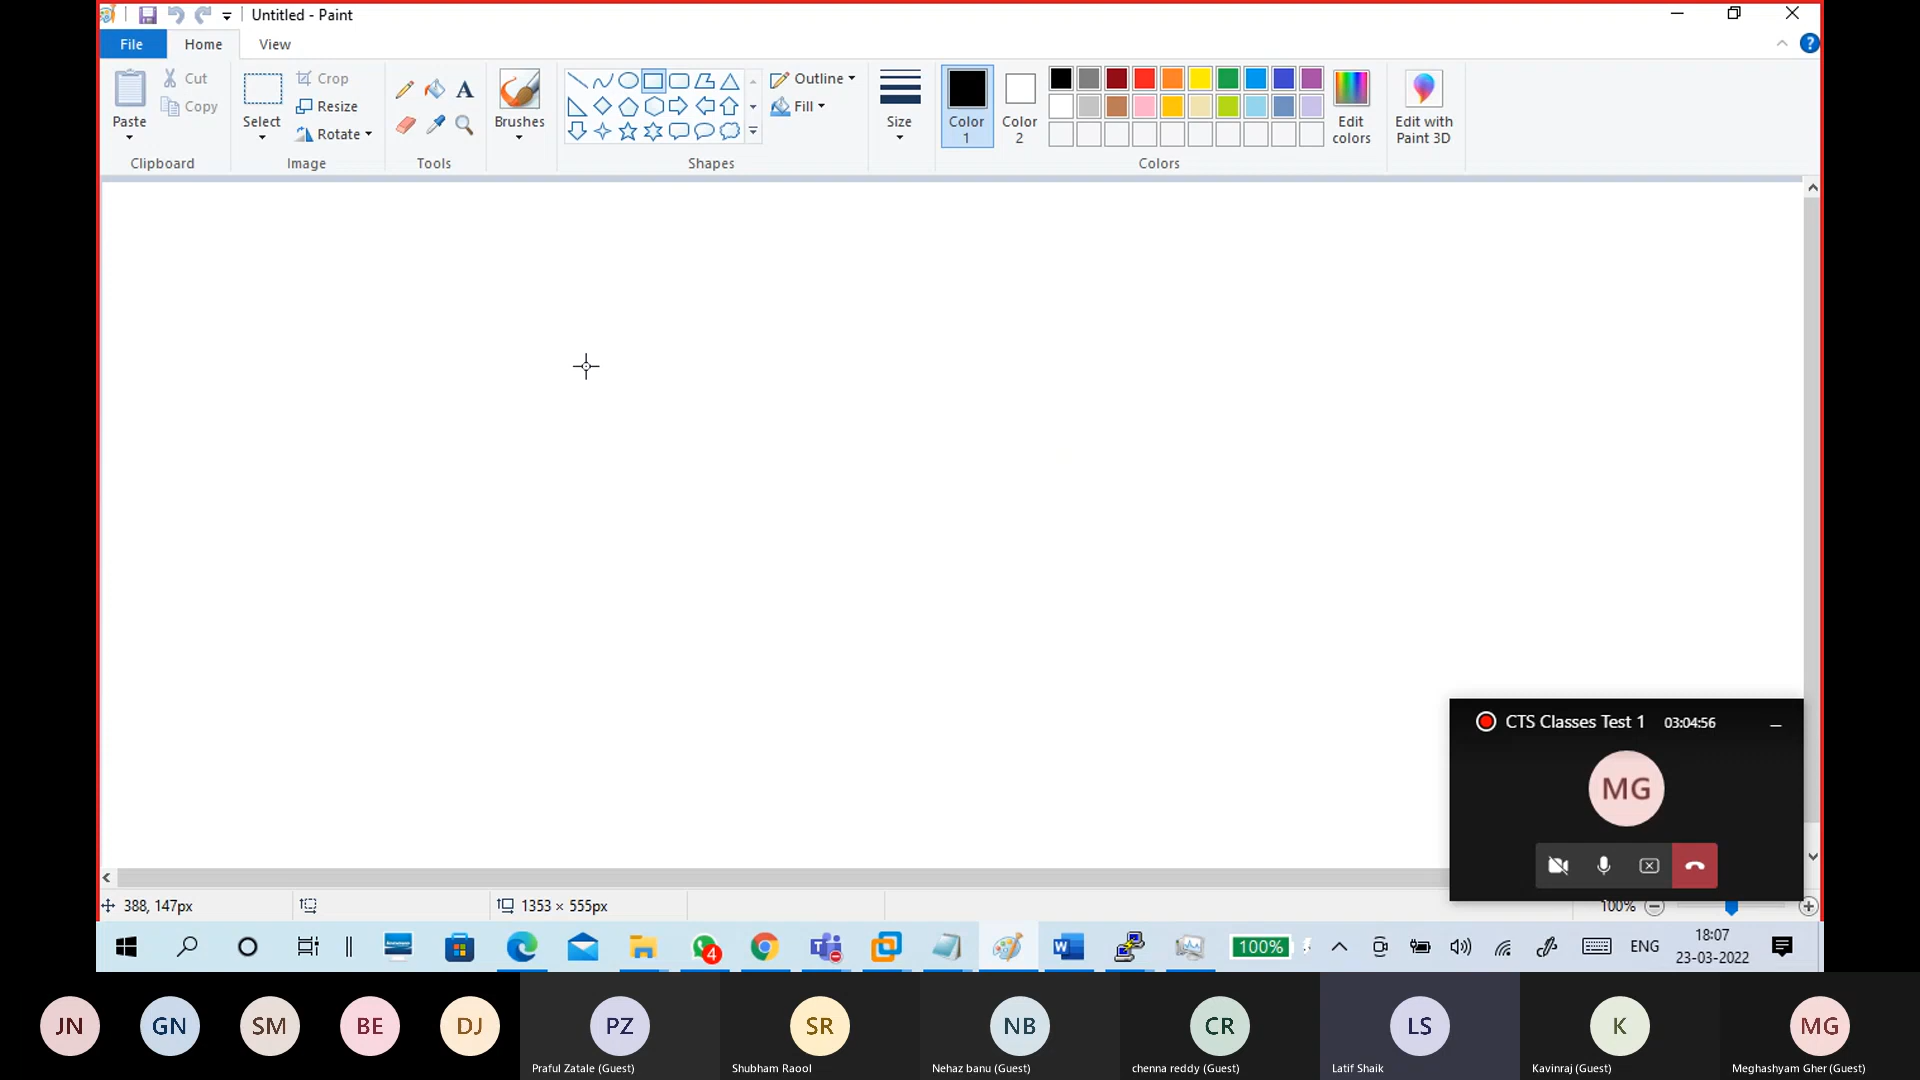 Untitled - Paint
File Home View
Paste
Cut
Copy
Clipboard
Select
Crop
Resize
Rotate
Image
A
Tools
Brushes
Shapes
Outline
Fill
Size
Color
1
Color
2
Colors
Edit
colors
Edit with
Paint 3D
?
CTS Classes Test 1 03:04:56
MG
388, 147px
1353 × 555px
100%
4
W
100%
ENG
18:07
23-03-2022
JN GN SM BE DJ PZ SR NB CR LS K MG
Praful Zatale (Guest) Shubham Raool Nehaz banu (Guest) chenna reddy (Guest) Latif Shaik Kavinraj (Guest) Meghashyam Gher (Guest)